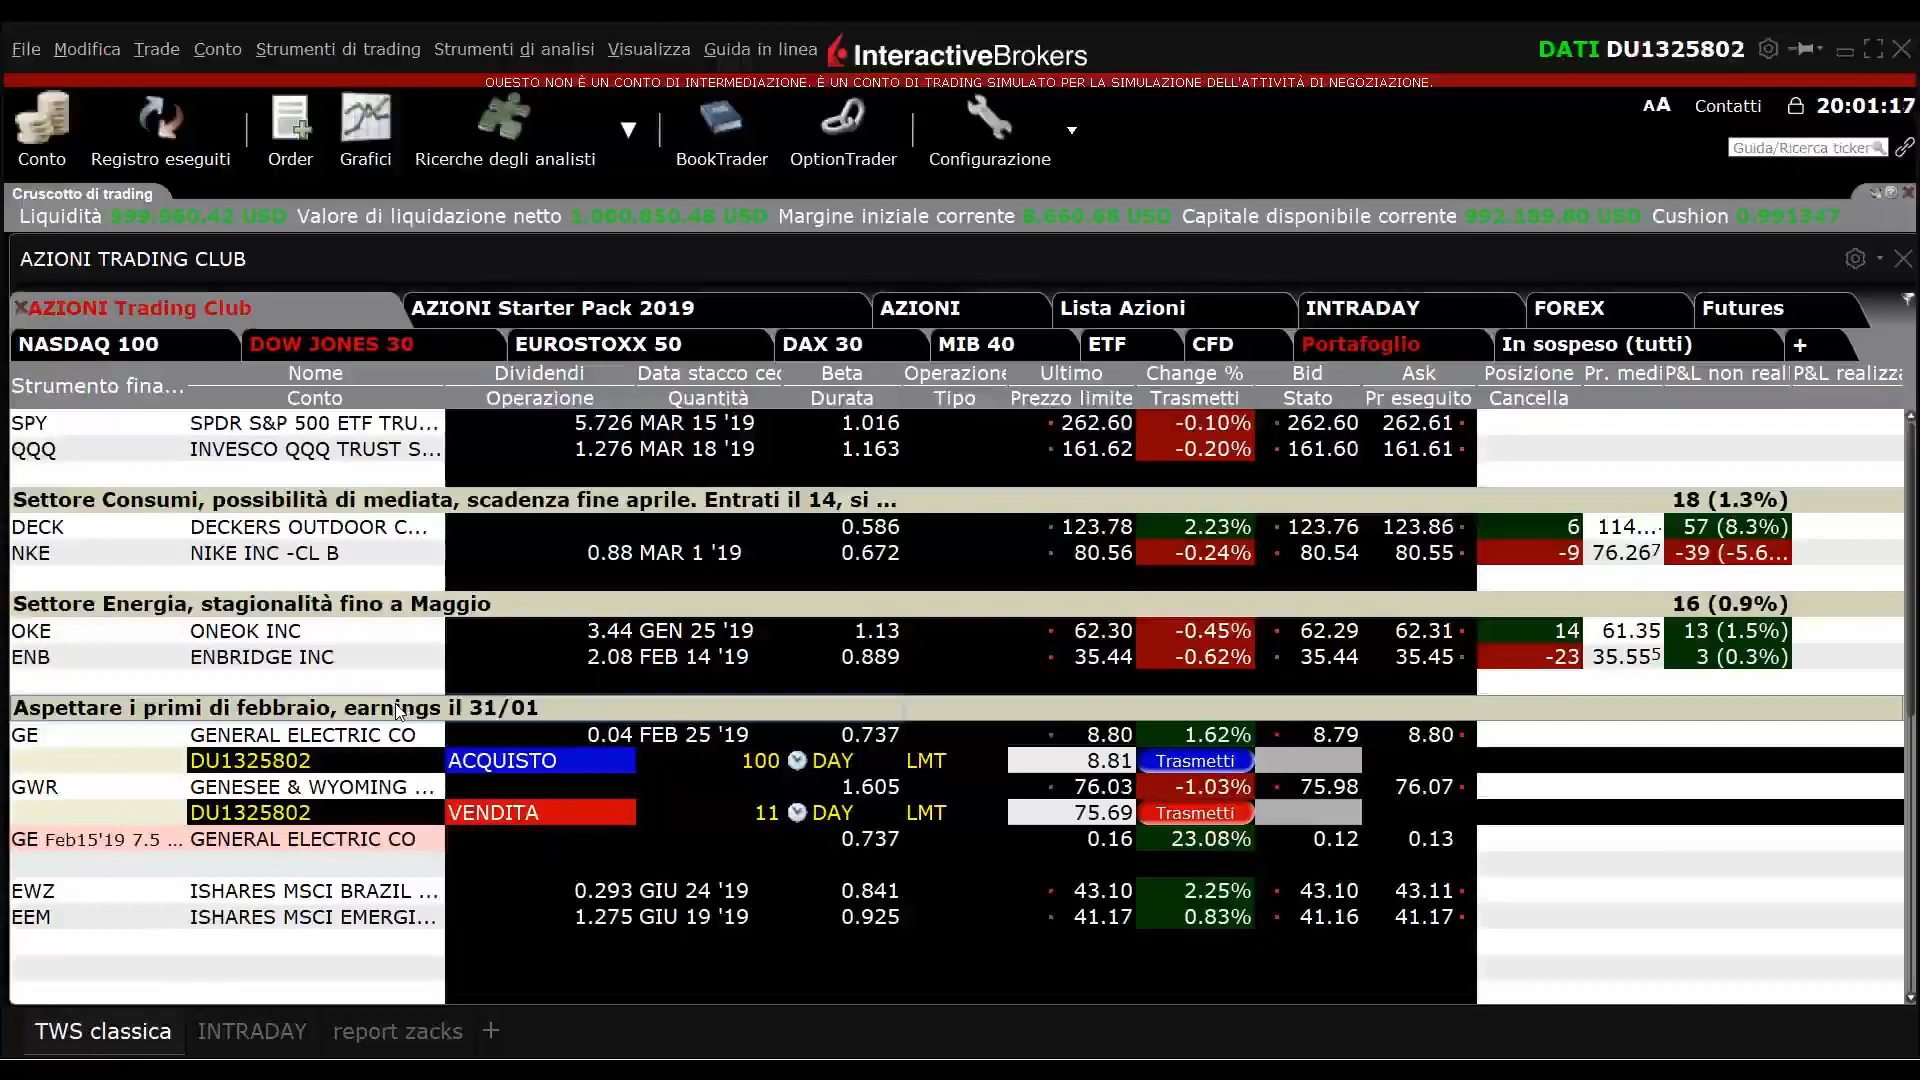 File Modifica Trade Conto Strumenti di trading Strumenti di analisi Visualizza Guida in linea InteractiveBrokers DATI DU1325802
QUESTO NON È UN CONTO DI INTERMEDIAZIONE. È UN CONTO DI TRADING SIMULATO PER LA SIMULAZIONE DELL'ATTIVITÀ DI NEGOZIAZIONE.
AA Contatti 20:01:17
Conto Registro eseguiti Order Grafici Ricerche degli analisti BookTrader OptionTrader Configurazione Guida/Ricerca ticker
Cruscotto di trading
Liquidità 999.960.42 USD Valore di liquidazione netto 1.000.850.48 USD Margine iniziale corrente 8.660.68 USD Capitale disponibile corrente 992.189.80 USD Cushion 0.991347
AZIONI TRADING CLUB
AZIONI Trading Club AZIONI Starter Pack 2019 AZIONI Lista Azioni INTRADAY FOREX Futures
NASDAQ 100 DOW JONES 30 EUROSTOXX 50 DAX 30 MIB 40 ETF CFD Portafoglio In sospeso (tutti) +
Strumento fina... Nome Dividendi Data stacco ced Beta Operazione Ultimo Change % Bid Ask Posizione Pr. medi P&L non real P&L realizza
Conto Operazione Quantità Durata Tipo Prezzo limite Trasmetti Stato Pr eseguito Cancella
SPY SPDR S&P 500 ETF TRU... 5.726 MAR 15 '19 1.016 262.60 -0.10% 262.60 262.61
QQQ INVESCO QQQ TRUST S... 1.276 MAR 18 '19 1.163 161.62 -0.20% 161.60 161.61
Settore Consumi, possibilità di mediata, scadenza fine aprile. Entrati il 14, si ... 18 (1.3%)
DECK DECKERS OUTDOOR C... 0.586 123.78 2.23% 123.76 123.86 6 114.... 57 (8.3%)
NKE NIKE INC -CL B 0.88 MAR 1 '19 0.672 80.56 -0.24% 80.54 80.55 -9 76.267 -39 (-5.6...
Settore Energia, stagionalità fino a Maggio 16 (0.9%)
OKE ONEOK INC 3.44 GEN 25 '19 1.13 62.30 -0.45% 62.29 62.31 14 61.35 13 (1.5%)
ENB ENBRIDGE INC 2.08 FEB 14 '19 0.889 35.44 -0.62% 35.44 35.45 -23 35.555 3 (0.3%)
Aspettare i primi di febbraio, earnings il 31/01
GE GENERAL ELECTRIC CO 0.04 FEB 25 '19 0.737 8.80 1.62% 8.79 8.80
DU1325802 ACQUISTO 100 DAY LMT 8.81 Trasmetti
GWR GENESEE & WYOMING ... 1.605 76.03 -1.03% 75.98 76.07
DU1325802 VENDITA 11 DAY LMT 75.69 Trasmetti
GE Feb15'19 7.5 ... GENERAL ELECTRIC CO 0.737 0.16 23.08% 0.12 0.13
EWZ ISHARES MSCI BRAZIL ... 0.293 GIU 24 '19 0.841 43.10 2.25% 43.10 43.11
EEM ISHARES MSCI EMERGI... 1.275 GIU 19 '19 0.925 41.17 0.83% 41.16 41.17
TWS classica INTRADAY report zacks +